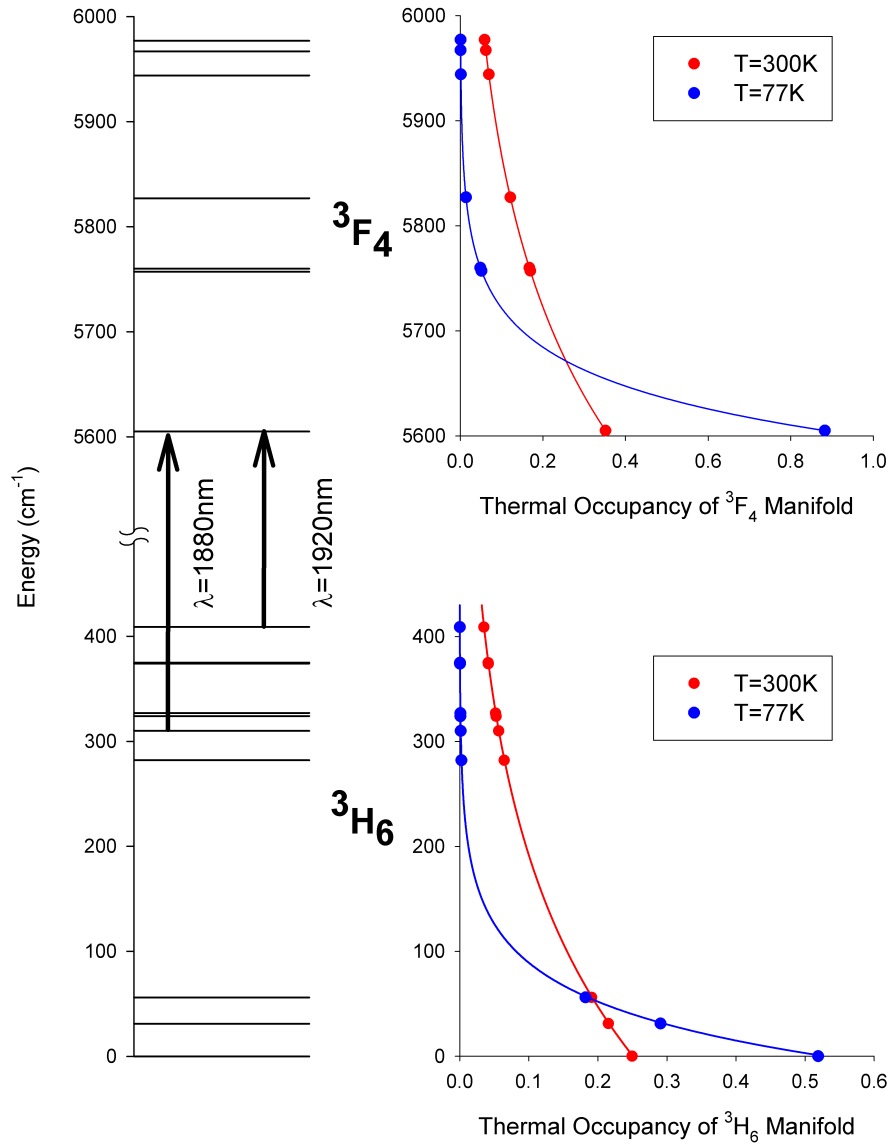 6000
5900
5800
5700
5600
400
300
200
100
0
Energy (cm-1)
3F4
3H6
λ=1880nm
λ=1920nm
6000
5900
5800
5700
5600
0.0 0.2 0.4 0.6 0.8 1.0
Thermal Occupancy of 3F4 Manifold
T=300K
T=77K
400
300
200
100
0
0.0 0.1 0.2 0.3 0.4 0.5 0.6
Thermal Occupancy of 3H6 Manifold
T=300K
T=77K